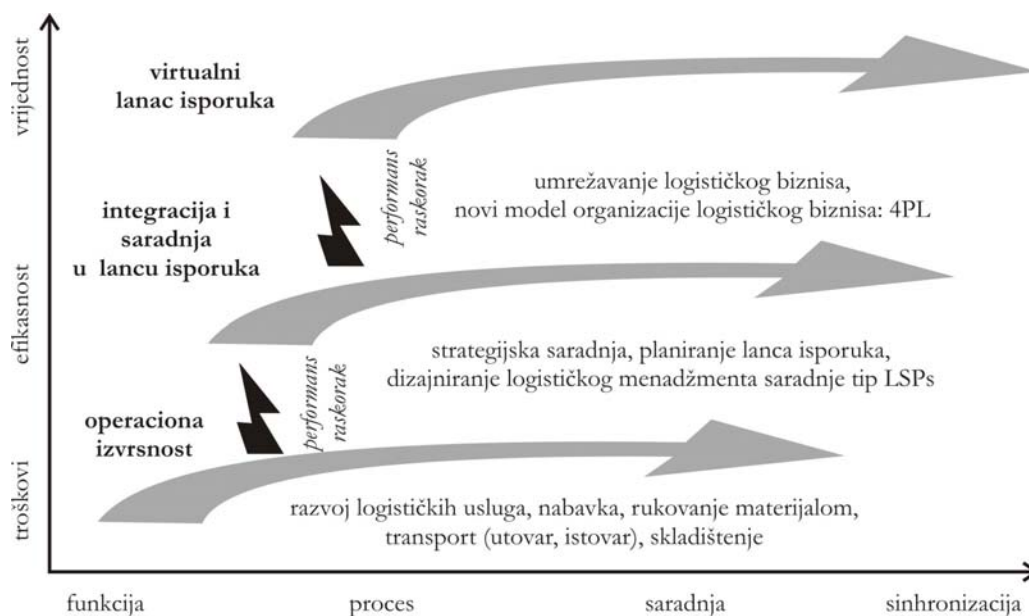 vrijednost
efikasnost
troškovi
virtualni
lanac isporuka
performans
raskorak
umrežavanje logističkog biznisa,
novi model organizacije logističkog biznisa: 4PL
integracija i
saradnja
u lancu isporuka
performans
raskorak
strategijska saradnja, planiranje lanca isporuka,
dizajniranje logističkog menadžmenta saradnje tip LSPs
operaciona
izvrsnost
razvoj logističkih usluga, nabavka, rukovanje materijalom,
transport (utovar, istovar), skladištenje
funkcija
proces
saradnja
sinhronizacija